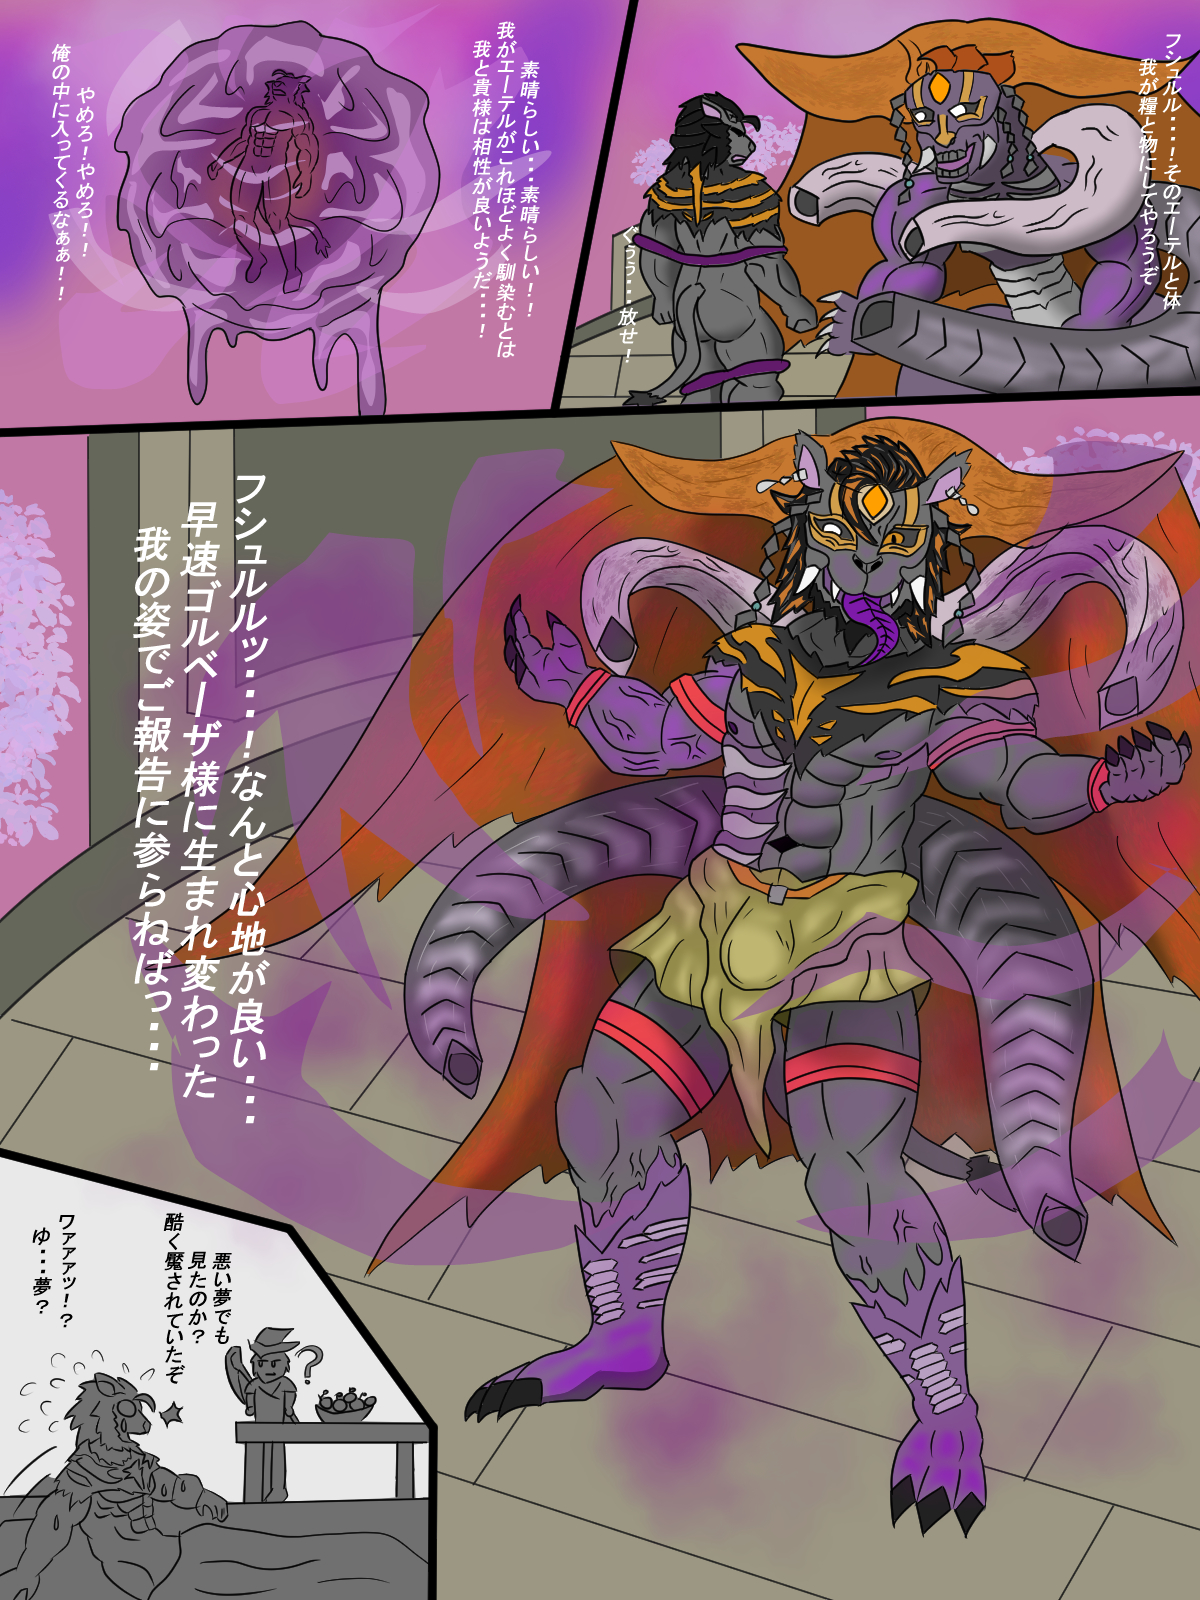 フシュルル・・・！そのエーテルと体
我が糧と物にしてやろうぞ
ぐぅぅ・・・放せ！
素晴らしい・・・素晴らしい！！
我がエーテルがこれほどよく馴染むとは
我と貴様は相性が良いようだ・・・！
やめろ！やめろ！！
俺の中に入ってくるなぁぁ！！
フシュルルッ・・・！なんと心地が良い・・・
早速ゴルベーザ様に生まれ変わった
我の姿でご報告に参らねばっ・・・
悪い夢でも
見たのか？
酷く魘されていたぞ
ワァァァッ！？
ゆ・・・夢？
？